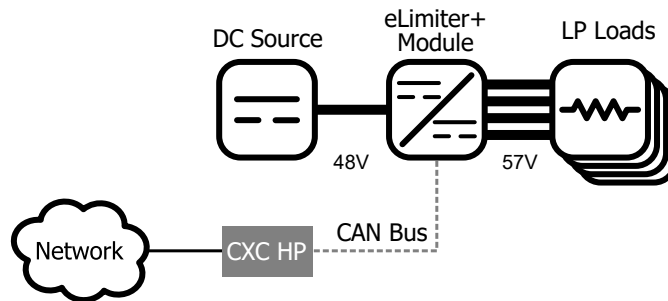 DC Source
eLimiter+
Module
LP Loads
48V
57V
CAN Bus
Network
CXC HP